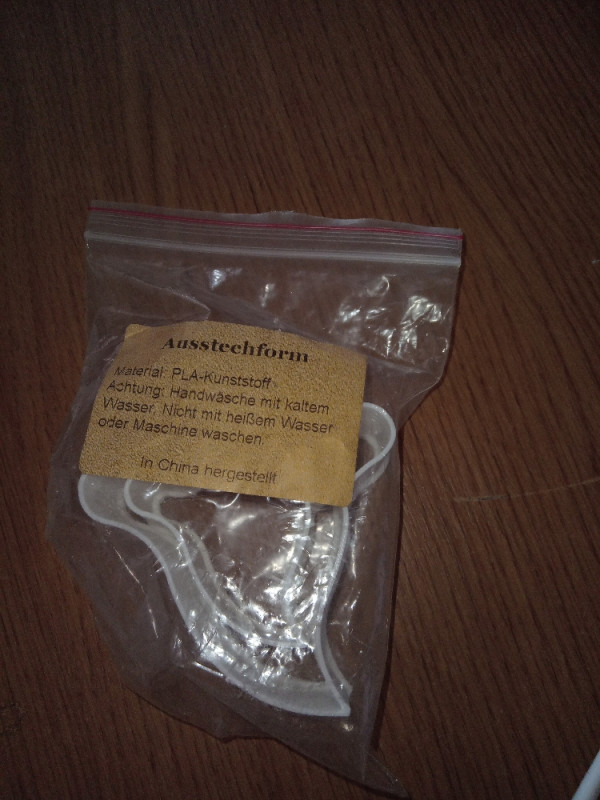 Ausstechform
Material: PLA-Kunststoff
Achtung: Handwäsche mit kaltem
Wasser. Nicht mit heißem Wasser
oder Maschine waschen.
In China hergestellt